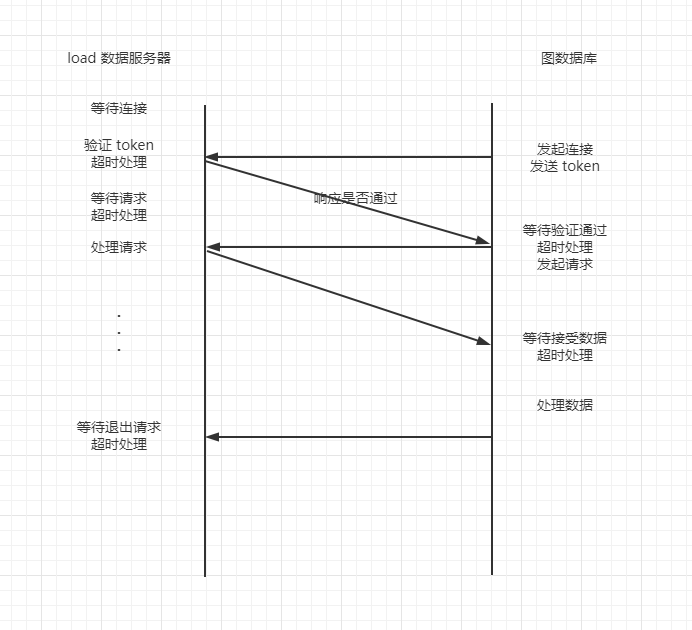 load 数据服务器
图数据库
等待连接
验证 token
超时处理
发起连接
发送 token
等待请求
超时处理
响应是否通过
处理请求
等待验证通过
超时处理
发起请求
.
.
.
等待接受数据
超时处理
处理数据
等待退出请求
超时处理